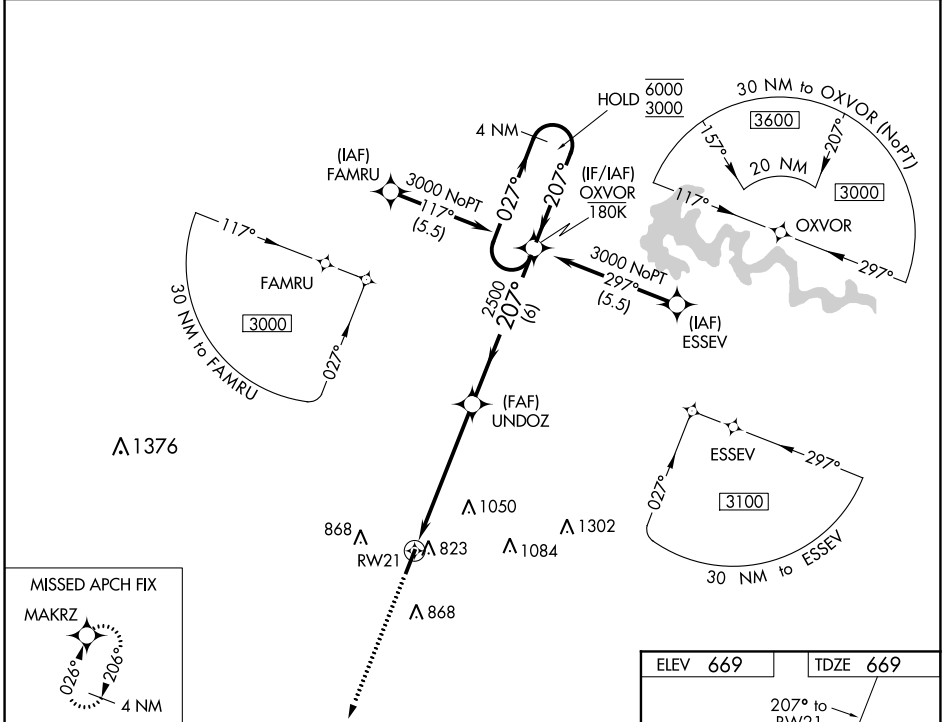 HOLD
6000
3000
4 NM
027°
207°
(IF/IAF)
OXVOR
180K
(IAF)
FAMRU
3000 NoPT
117°
(5.5)
3000 NoPT
297°
(5.5)
(IAF)
ESSEV
2500
207°
(6)
(FAF)
UNDOZ
30 NM to OXVOR (NoPT)
3600
157°
207°
20 NM
3000
117°
OXVOR
297°
117°
FAMRU
3000
027°
30 NM to FAMRU
ESSEV
297°
027°
3100
30 NM to ESSEV
1376
1050
1302
868
RW21
823
1084
868
MISSED APCH FIX
MAKRZ
026°
206°
4 NM
ELEV 669
TDZE 669
207° to
RW21